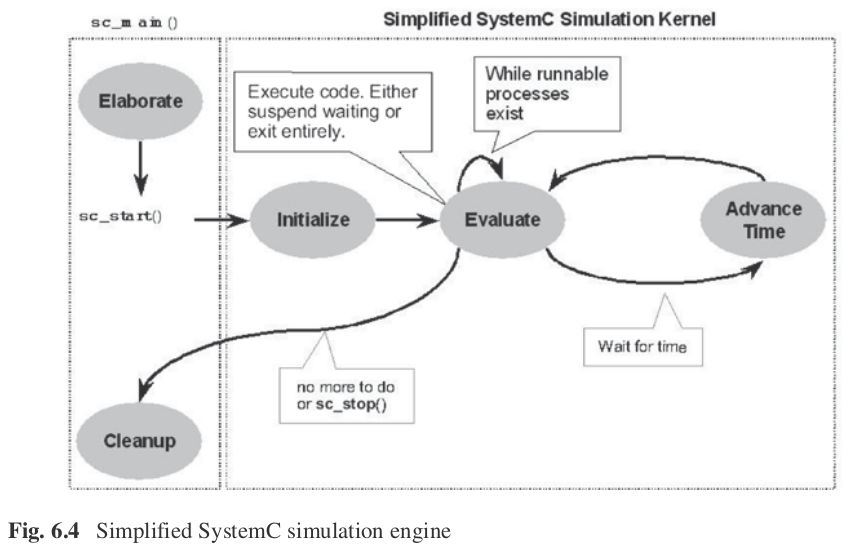 sc_main()
Simplified SystemC Simulation Kernel
Elaborate
Execute code. Either
suspend waiting or
exit entirely.
While runnable
processes
exist
sc_start()
Initialize
Evaluate
Advance
Time
Wait for time
no more to do
or sc_stop()
Cleanup
Fig. 6.4 Simplified SystemC simulation engine